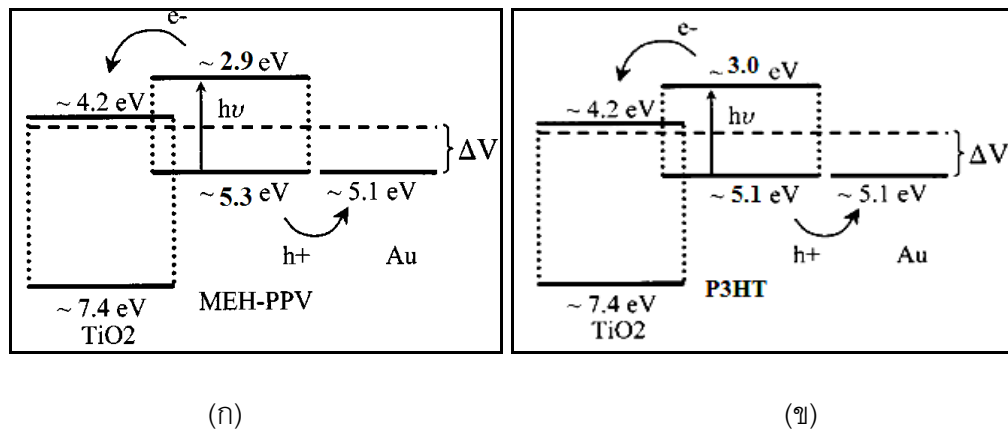 e-
~ 2.9 eV
~ 4.2 eV
hυ
ΔV
~ 5.3 eV
~ 5.1 eV
h+
Au
~ 7.4 eV
MEH-PPV
TiO2
(ก)
e-
~ 3.0 eV
~ 4.2 eV
hυ
ΔV
~ 5.1 eV
~ 5.1 eV
h+
Au
~ 7.4 eV
P3HT
TiO2
(ข)